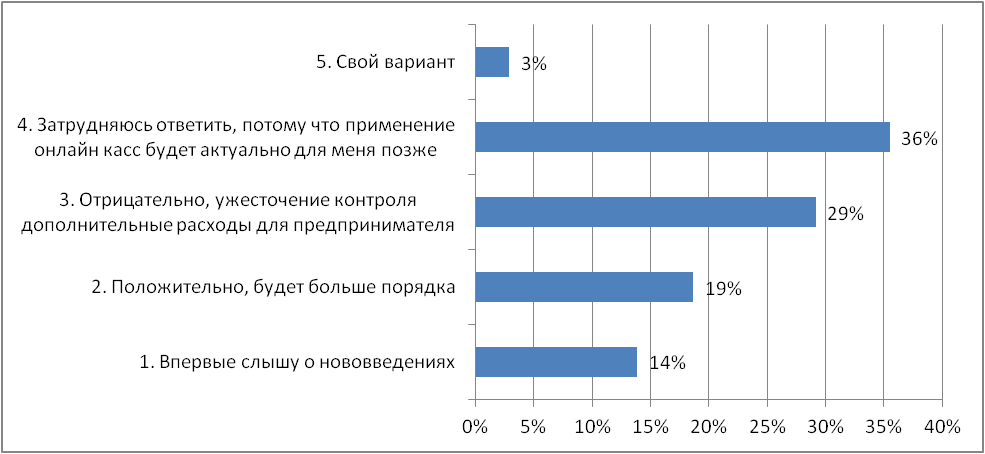 5. Свой вариант
3%
4. Затрудняюсь ответить, потому что применение
онлайн касс будет актуально для меня позже
36%
3. Отрицательно, ужесточение контроля
дополнительные расходы для предпринимателя
29%
2. Положительно, будет больше порядка
19%
1. Впервые слышу о нововведениях
14%
0% 5% 10% 15% 20% 25% 30% 35% 40%